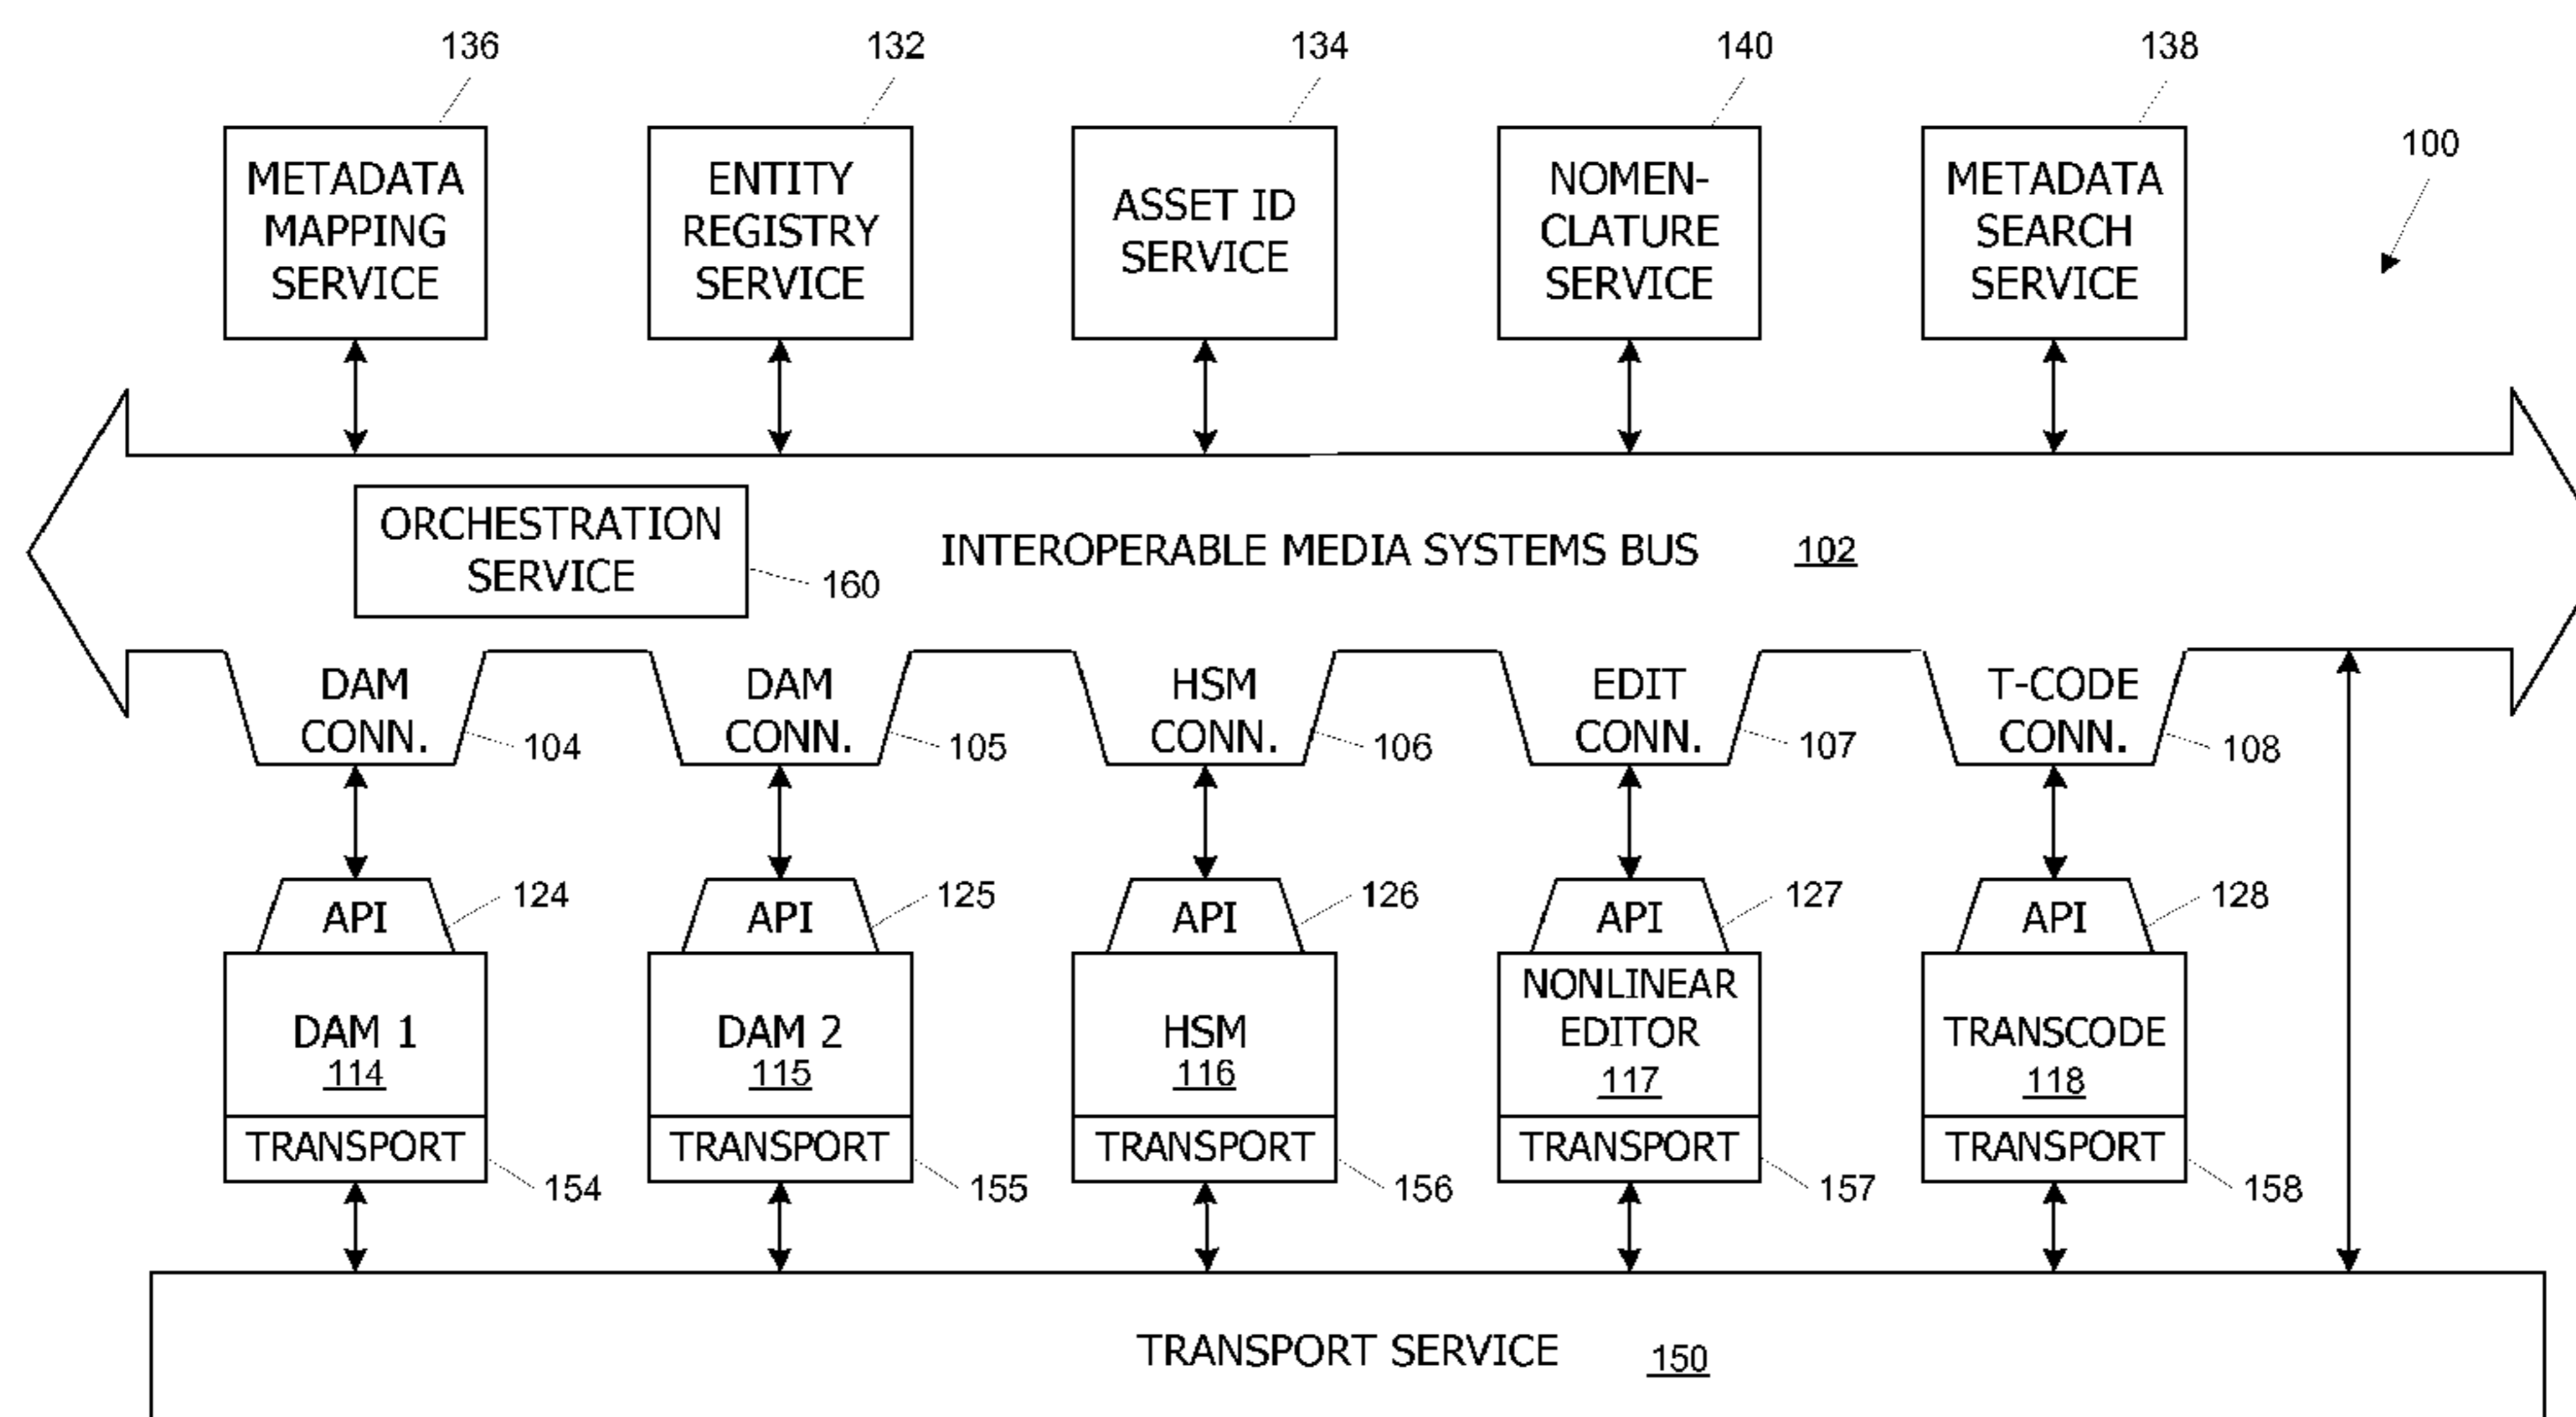 136
132
134
140
138
100
METADATA
MAPPING
SERVICE
ENTITY
REGISTRY
SERVICE
ASSET ID
SERVICE
NOMEN-
CLATURE
SERVICE
METADATA
SEARCH
SERVICE
ORCHESTRATION
SERVICE
160
INTEROPERABLE MEDIA SYSTEMS BUS 102
DAM
CONN.
104
DAM
CONN.
105
HSM
CONN.
106
EDIT
CONN.
107
T-CODE
CONN.
108
API
124
API
125
API
126
API
127
API
128
DAM 1
114
DAM 2
115
HSM
116
NONLINEAR
EDITOR
117
TRANSCODE
118
TRANSPORT
154
TRANSPORT
155
TRANSPORT
156
TRANSPORT
157
TRANSPORT
158
TRANSPORT SERVICE 150